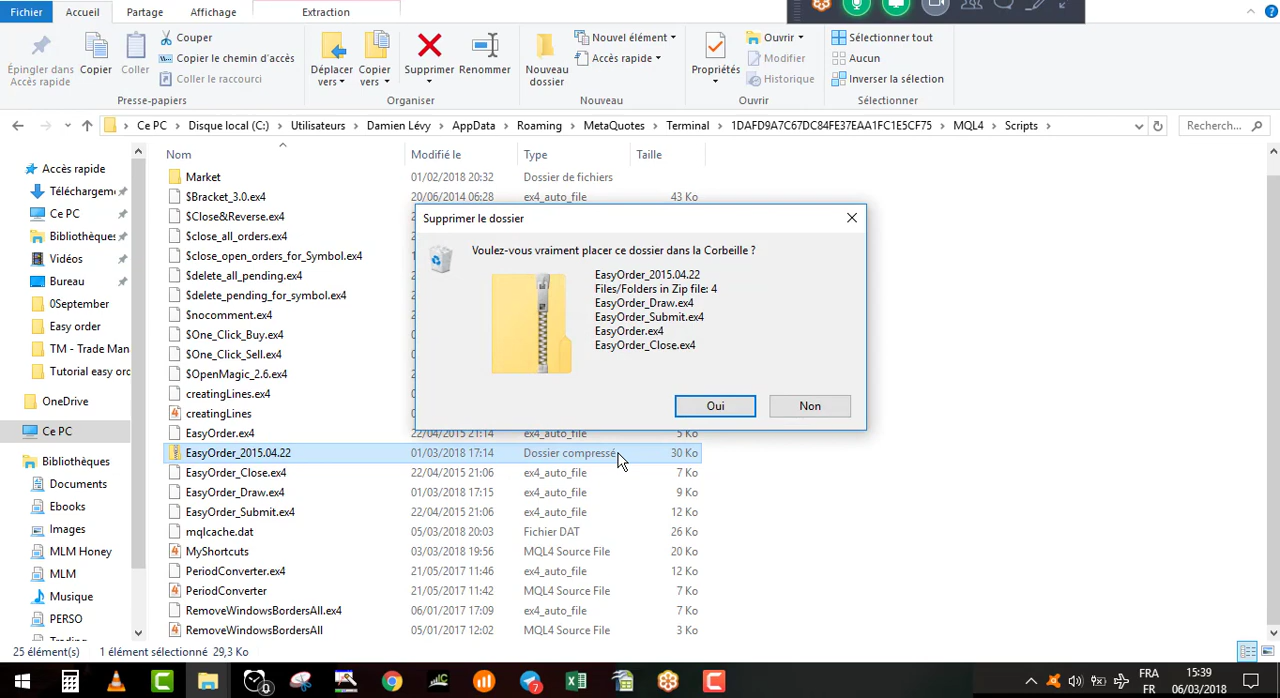 Fichier Accueil Partage Affichage Extraction
Épingler dans Accès rapide
Copier
Coller
Couper
Copier le chemin d'accès
Coller le raccourci
Presse-papiers
Déplacer vers
Copier vers
Supprimer
Renommer
Organiser
Nouveau dossier
Nouvel élément
Accès rapide
Nouveau
Propriétés
Ouvrir
Modifier
Historique
Ouvrir
Sélectionner tout
Aucun
Inverser la sélection
Sélectionner
Ce PC Disque local (C:) Utilisateurs Damien Lévy AppData Roaming MetaQuotes Terminal 1DAFD9A7C67DC84FE37EAA1FC1E5CF75 MQL4 Scripts Recherc...
Accès rapide
Téléchargem
Ce PC
Bibliothèques
Vidéos
Bureau
0September
Easy order
TM - Trade Man
Tutorial easy orc
OneDrive
Ce PC
Bibliothèques
Documents
Ebooks
Images
MLM Honey
MLM
Musique
PERSO
Trading
Nom Modifié le Type Taille
Market 01/02/2018 20:32 Dossier de fichiers
$Bracket_3.0.ex4 20/06/2014 06:28 ex4_auto_file 43 Ko
$Close&Reverse.ex4
$close_all_orders.ex4
$close_open_orders_for_Symbol.ex4
$delete_all_pending.ex4
$delete_pending_for_symbol.ex4
$nocomment.ex4
$One_Click_Buy.ex4
$One_Click_Sell.ex4
$OpenMagic_2.6.ex4
creatingLines.ex4
creatingLines
EasyOrder.ex4 22/04/2015 21:14 ex4_auto_file 5 Ko
EasyOrder_2015.04.22 01/03/2018 17:14 Dossier compressé 30 Ko
EasyOrder_Close.ex4 22/04/2015 21:06 ex4_auto_file 7 Ko
EasyOrder_Draw.ex4 01/03/2018 17:15 ex4_auto_file 9 Ko
EasyOrder_Submit.ex4 22/04/2015 21:06 ex4_auto_file 12 Ko
mqlcache.dat 05/03/2018 20:03 Fichier DAT 26 Ko
MyShortcuts 03/03/2018 19:56 MQL4 Source File 20 Ko
PeriodConverter.ex4 21/05/2017 11:46 ex4_auto_file 12 Ko
PeriodConverter 21/05/2017 11:42 MQL4 Source File 7 Ko
RemoveWindowsBordersAll.ex4 06/01/2017 17:09 ex4_auto_file 7 Ko
RemoveWindowsBordersAll 05/01/2017 12:02 MQL4 Source File 3 Ko
Supprimer le dossier
Voulez-vous vraiment placer ce dossier dans la Corbeille ?
EasyOrder_2015.04.22
Files/Folders in Zip file: 4
EasyOrder_Draw.ex4
EasyOrder_Submit.ex4
EasyOrder.ex4
EasyOrder_Close.ex4
Oui Non
25 élément(s) 1 élément sélectionné 29,3 Ko
FRA
FR
15:39
06/03/2018